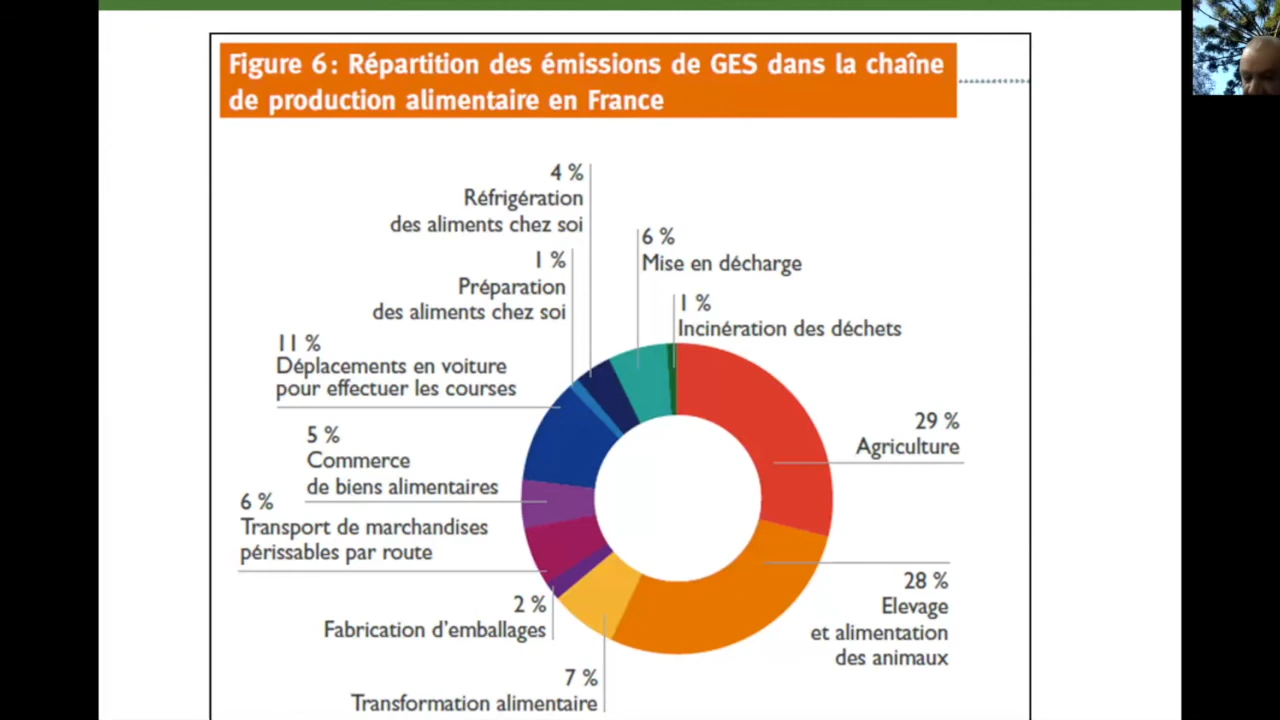 Figure 6 : Répartition des émissions de GES dans la chaîne
de production alimentaire en France
4 %
Réfrigération
des aliments chez soi
6 %
Mise en décharge
1 %
Préparation
des aliments chez soi
1 %
Incinération des déchets
11 %
Déplacements en voiture
pour effectuer les courses
29 %
Agriculture
5 %
Commerce
de biens alimentaires
6 %
Transport de marchandises
périssables par route
28 %
Elevage
et alimentation
des animaux
2 %
Fabrication d'emballages
7 %
Transformation alimentaire